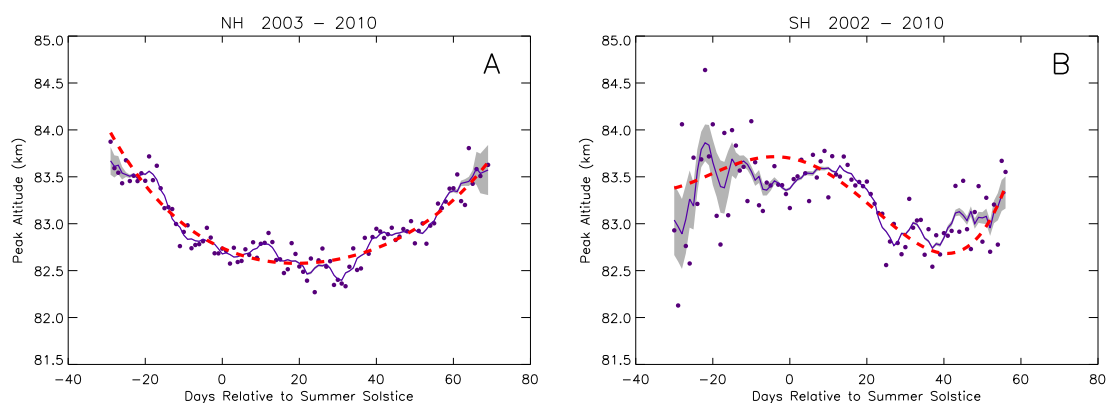 NH 2003 – 2010
A
85.0
84.5
84.0
83.5
83.0
82.5
82.0
81.5
Peak Altitude (km)
−40 −20 0 20 40 60 80
Days Relative to Summer Solstice
SH 2002 – 2010
B
85.0
84.5
84.0
83.5
83.0
82.5
82.0
81.5
Peak Altitude (km)
−40 −20 0 20 40 60 80
Days Relative to Summer Solstice